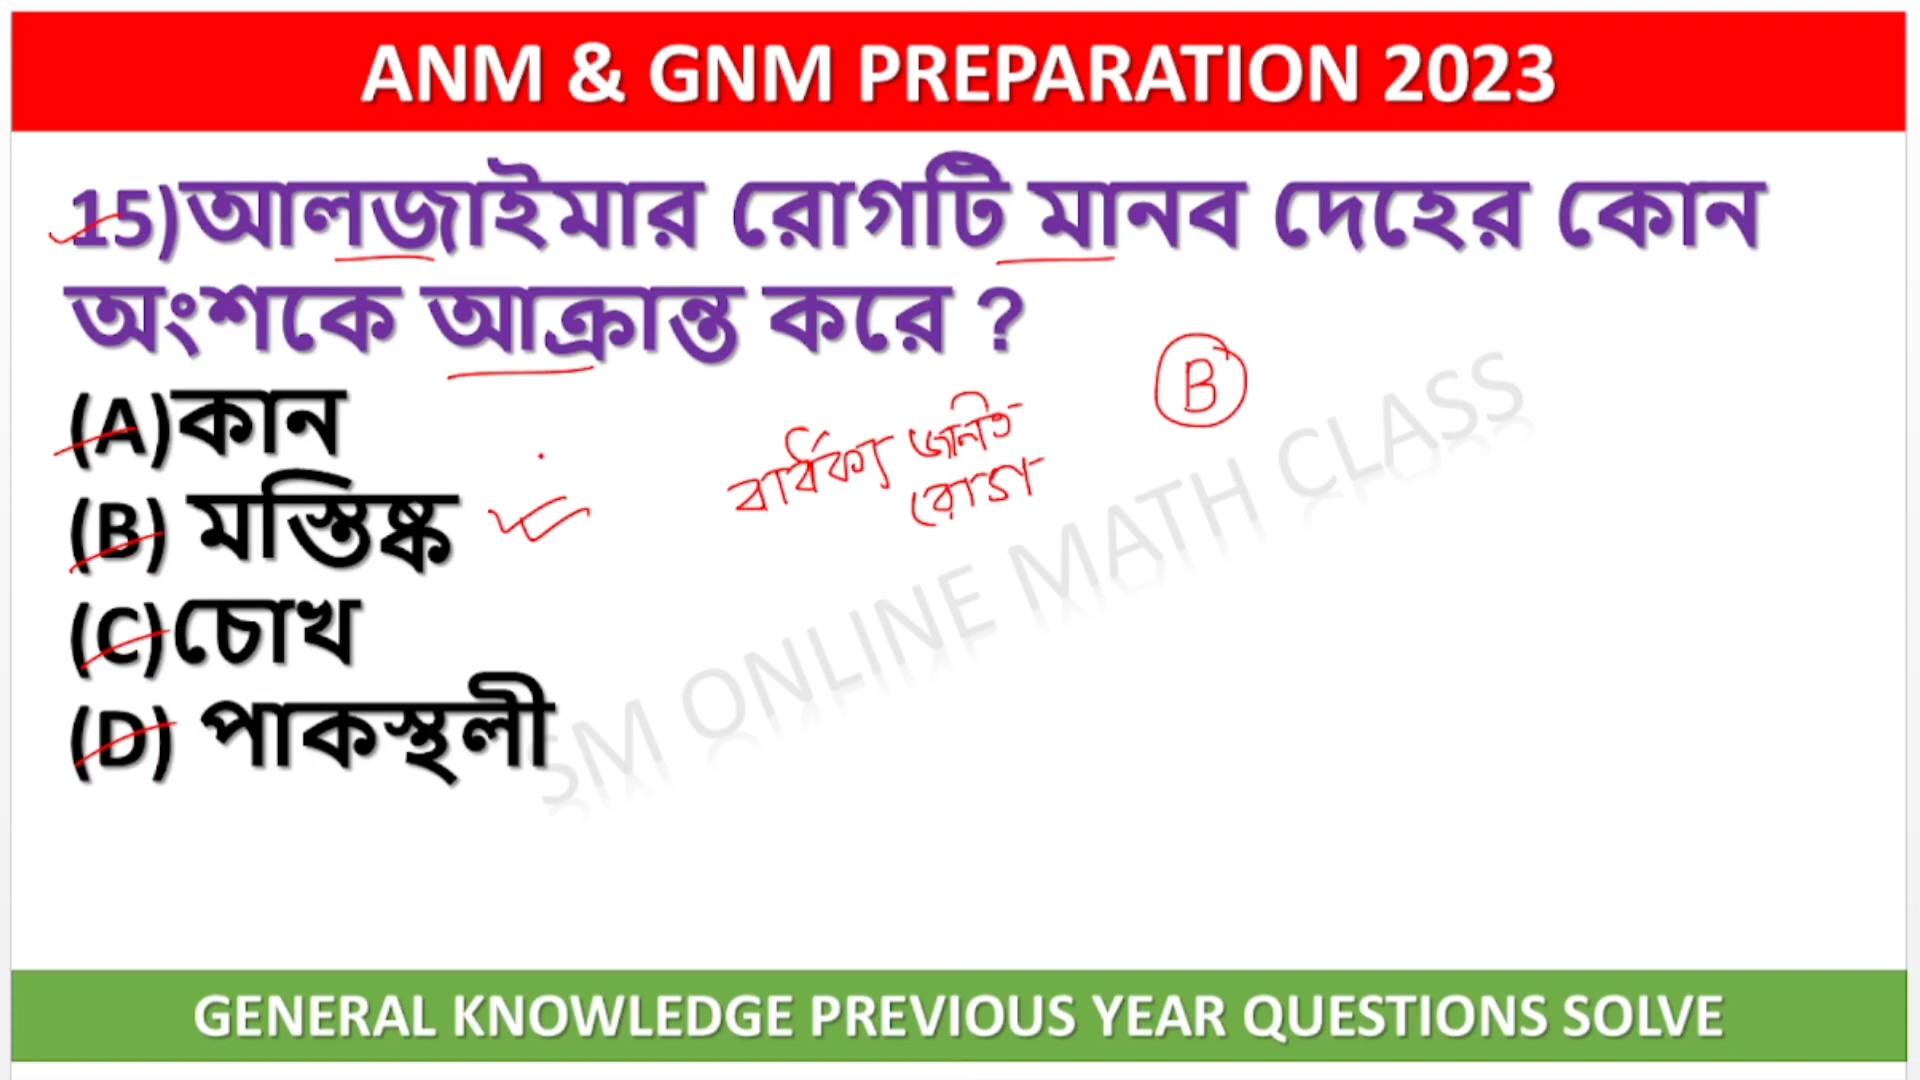 ANM & GNM PREPARATION 2023
15)আলজাইমার রোগটি মানব দেহের কোন
অংশকে আক্রান্ত করে ?
(A)কান
(B) মস্তিষ্ক
(C)চোখ
(D) পাকস্থলী
B
বার্ধক্য জনিত
রোগ
SM ONLINE MATH CLASS
GENERAL KNOWLEDGE PREVIOUS YEAR QUESTIONS SOLVE